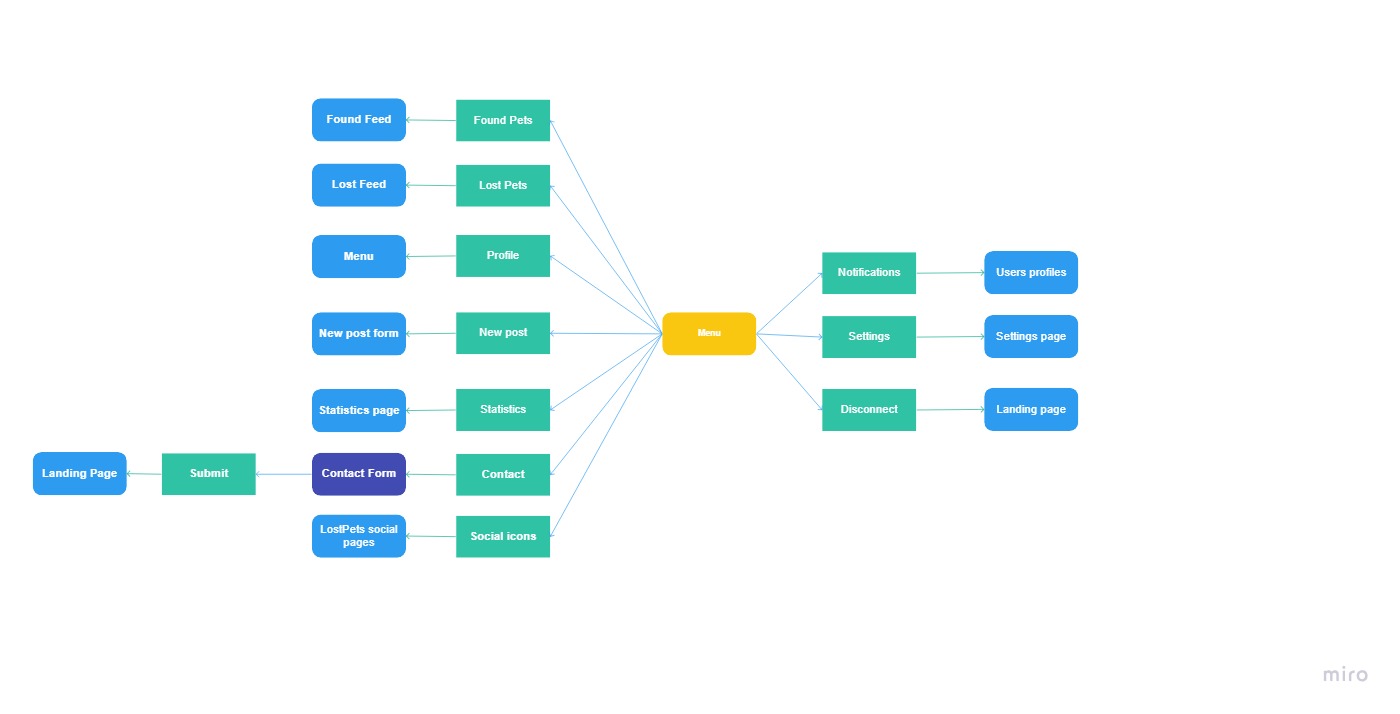 Found Feed
Found Pets
Lost Feed
Lost Pets
Menu
Profile
New post form
New post
Statistics page
Statistics
Landing Page
Submit
Contact Form
Contact
LostPets social
pages
Social icons
Menu
Notifications
Users profiles
Settings
Settings page
Disconnect
Landing page
miro